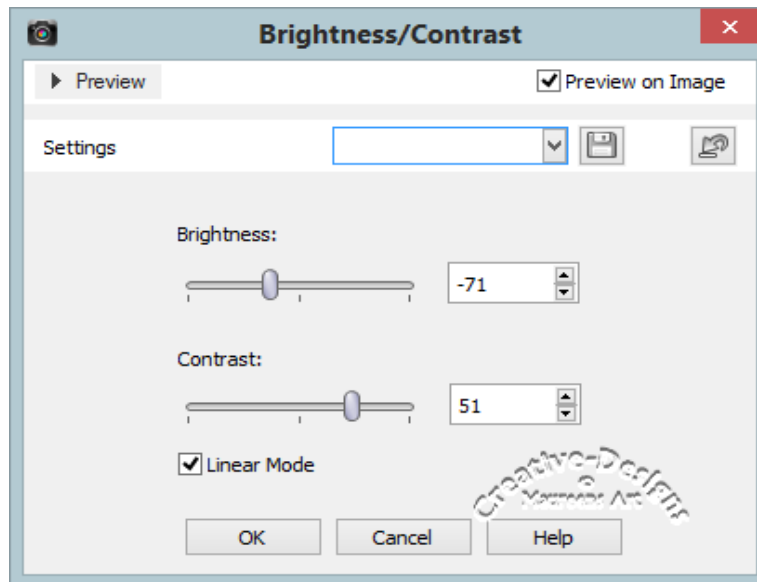 Brightness/Contrast
Preview
Preview on Image
Settings
Brightness:
-71
Contrast:
51
Linear Mode
Creative-Designs
©
OK
Cancel
Help